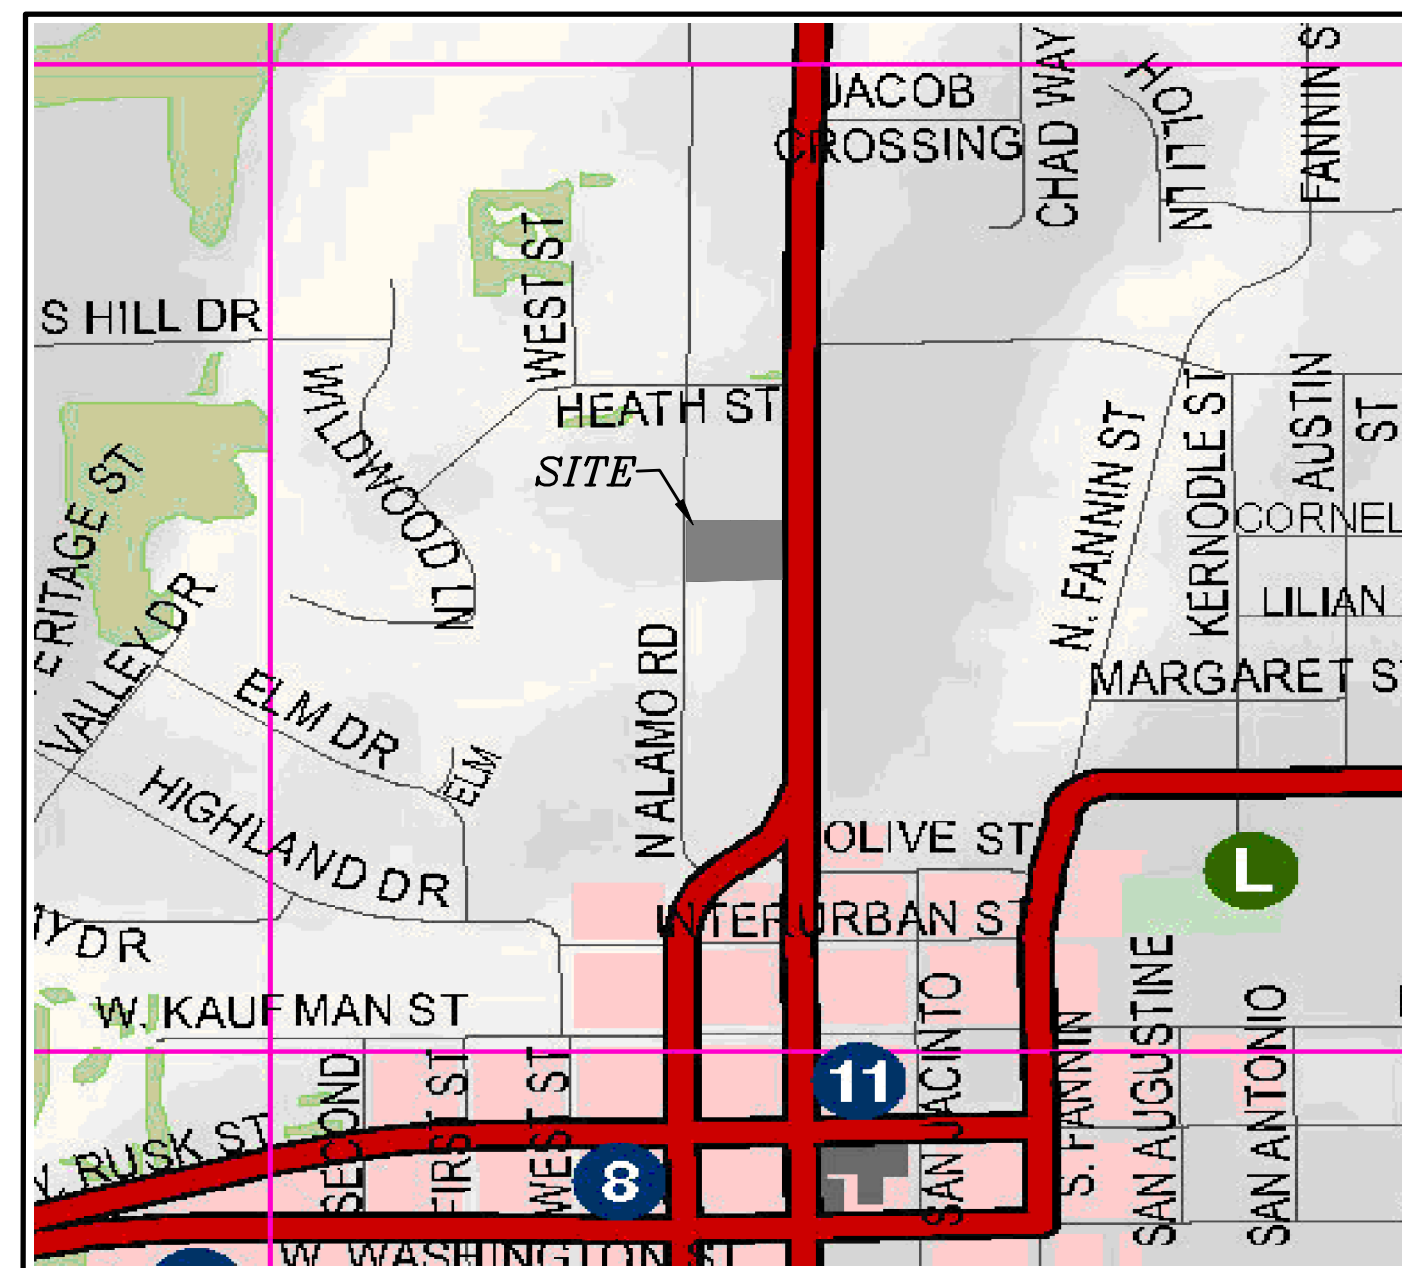 JACOB
CROSSING
CHAD WAY
FANNIN S
S HILL DR
WEST ST
WILDWOOD LN
HEATH ST
SITE
N. FANNIN ST
KERNODLE ST
AUSTIN
ST
CORNEL
LILIAN
MARGARET S
ERITAGE ST
VALLEY DR
ELM DR
ELM
HIGHLAND DR
N ALAMO RD
OLIVE ST
L
INTERURBAN ST
DR
W. KAUFMAN ST
11
8
RUSK ST
SECOND
FIRST ST
WEST ST
SAN JACINTO
S. FANNIN
SAN AUGUSTINE
SAN ANTONIO
W. WASHINGTON ST